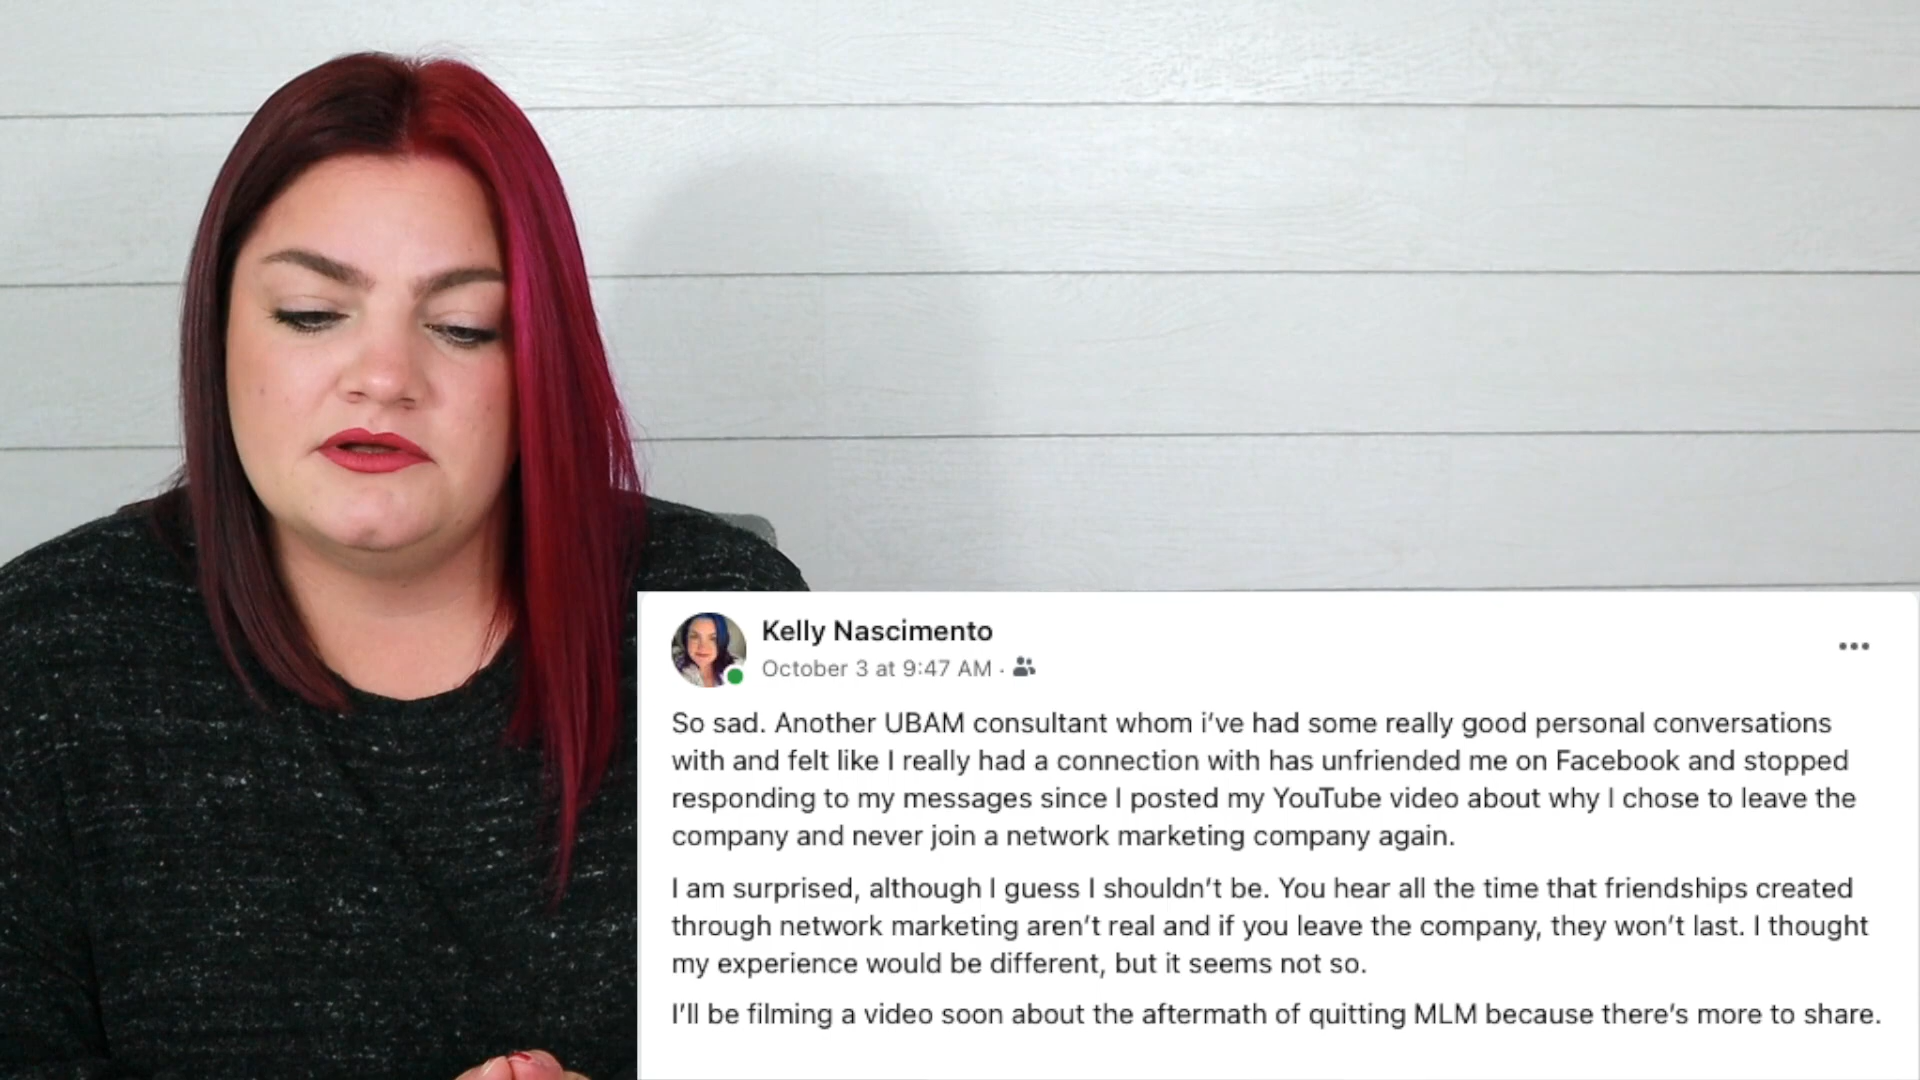 Kelly Nascimento
October 3 at 9:47 AM ·
So sad. Another UBAM consultant whom i’ve had some really good personal conversations
with and felt like I really had a connection with has unfriended me on Facebook and stopped
responding to my messages since I posted my YouTube video about why I chose to leave the
company and never join a network marketing company again.
I am surprised, although I guess I shouldn’t be. You hear all the time that friendships created
through network marketing aren’t real and if you leave the company, they won’t last. I thought
my experience would be different, but it seems not so.
I’ll be filming a video soon about the aftermath of quitting MLM because there’s more to share.